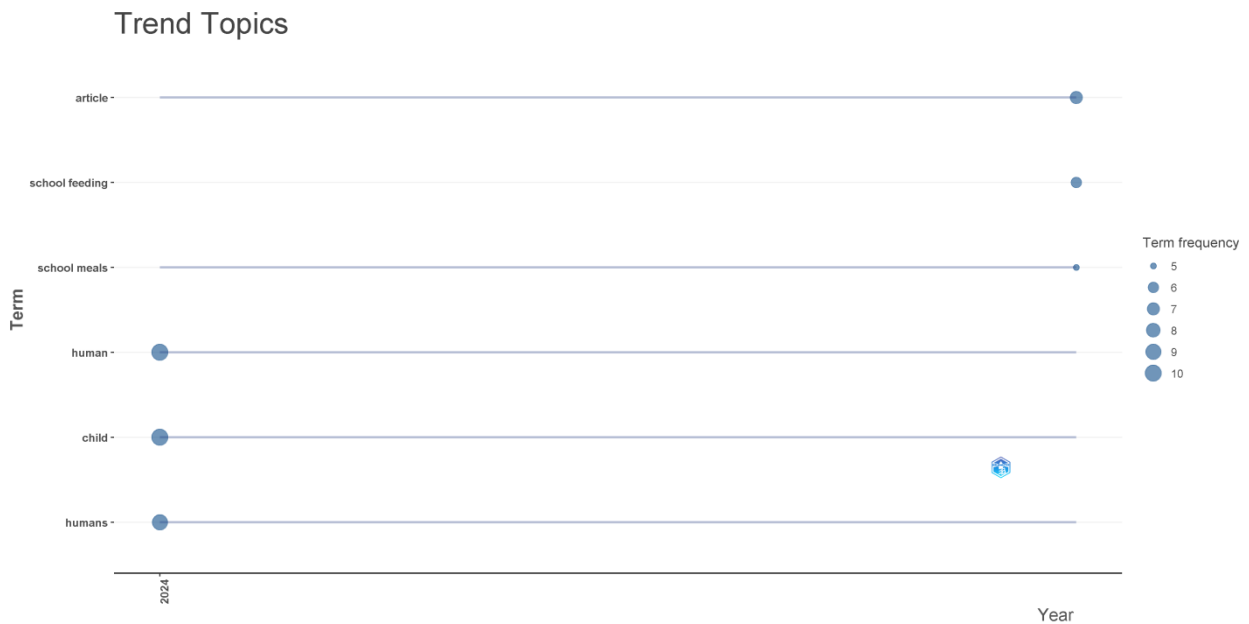 Trend Topics
article
school feeding
school meals
human
child
humans
Term
2024
Year
Term frequency
5
6
7
8
9
10